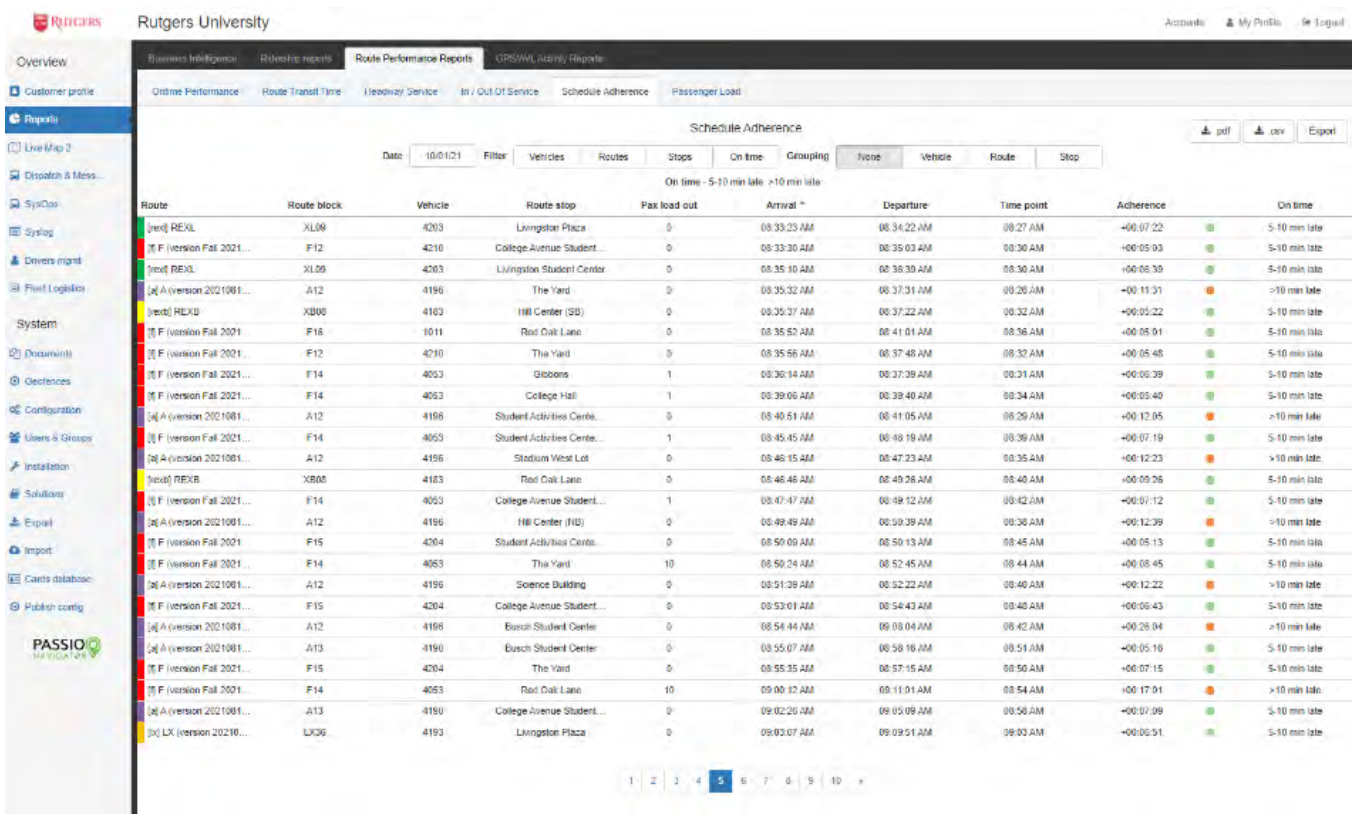 RUTGERS
Rutgers University
Accounts My Profile Logout
Overview
Business Intelligence Ridership reports Route Performance Reports GPS/AVL Activity Reports
Customer profile
Ontime Performance Route Transit Time Headway Service In / Out Of Service Schedule Adherence Passenger Load
Reports
Schedule Adherence
.pdf .csv Export
Live Map 2
Date 10/01/21 Filter Vehicles Routes Stops On time Grouping None Vehicle Route Stop
Dispatch & Mess...
On time - 5-10 min late >10 min late
SysOps
Route Route block Vehicle Route stop Pax load out Arrival Departure Time point Adherence On time
Syslog
Drivers mgmt
Fleet Logistics
System
Documents
Geofences
Configuration
Users & Groups
Installation
Solutions
Export
Import
Cards database
Publish config
PASSIO
NAVIGATOR
[rexl] REXL XL09 4203 Livingston Plaza 0 08:33:23 AM 08:34:22 AM 08:27 AM +00:07:22 5-10 min late
[f] F (version Fall 2021... F12 4210 College Avenue Student... 0 08:33:30 AM 08:35:03 AM 08:30 AM +00:05:03 5-10 min late
[rexl] REXL XL09 4203 Livingston Student Center 0 08:35:10 AM 08:36:39 AM 08:30 AM +00:06:39 5-10 min late
[a] A (version 2021081... A12 4196 The Yard 0 08:35:32 AM 08:37:31 AM 08:26 AM +00:11:31 >10 min late
[rexb] REXB XB08 4183 Hill Center (SB) 0 08:35:37 AM 08:37:22 AM 08:32 AM +00:05:22 5-10 min late
[f] F (version Fall 2021... F16 1011 Red Oak Lane 0 08:35:52 AM 08:41:01 AM 08:36 AM +00:05:01 5-10 min late
[f] F (version Fall 2021... F12 4210 The Yard 0 08:35:56 AM 08:37:48 AM 08:32 AM +00:05:48 5-10 min late
[f] F (version Fall 2021... F14 4053 Gibbons 1 08:36:14 AM 08:37:39 AM 08:31 AM +00:06:39 5-10 min late
[f] F (version Fall 2021... F14 4053 College Hall 1 08:39:06 AM 08:39:40 AM 08:34 AM +00:05:40 5-10 min late
[a] A (version 2021081... A12 4196 Student Activities Cente... 0 08:40:51 AM 08:41:05 AM 08:29 AM +00:12:05 >10 min late
[f] F (version Fall 2021... F14 4053 Student Activities Cente... 1 08:45:45 AM 08:46:19 AM 08:39 AM +00:07:19 5-10 min late
[a] A (version 2021081... A12 4196 Stadium West Lot 0 08:46:15 AM 08:47:23 AM 08:35 AM +00:12:23 >10 min late
[rexb] REXB XB08 4183 Red Oak Lane 0 08:46:46 AM 08:49:26 AM 08:40 AM +00:09:26 5-10 min late
[f] F (version Fall 2021... F14 4053 College Avenue Student... 1 08:47:47 AM 08:49:12 AM 08:42 AM +00:07:12 5-10 min late
[a] A (version 2021081... A12 4196 Hill Center (NB) 0 08:49:49 AM 08:50:39 AM 08:38 AM +00:12:39 >10 min late
[f] F (version Fall 2021... F15 4204 Student Activities Cente... 0 08:50:09 AM 08:50:13 AM 08:45 AM +00:05:13 5-10 min late
[f] F (version Fall 2021... F14 4053 The Yard 10 08:50:24 AM 08:52:45 AM 08:44 AM +00:08:45 5-10 min late
[a] A (version 2021081... A12 4196 Science Building 0 08:51:39 AM 08:52:22 AM 08:40 AM +00:12:22 >10 min late
[f] F (version Fall 2021... F15 4204 College Avenue Student... 0 08:53:01 AM 08:54:43 AM 08:48 AM +00:06:43 5-10 min late
[a] A (version 2021081... A12 4196 Busch Student Center 0 08:54:44 AM 09:08:04 AM 08:42 AM +00:26:04 >10 min late
[a] A (version 2021081... A13 4190 Busch Student Center 0 08:55:07 AM 08:56:16 AM 08:51 AM +00:05:16 5-10 min late
[f] F (version Fall 2021... F15 4204 The Yard 0 08:55:35 AM 08:57:15 AM 08:50 AM +00:07:15 5-10 min late
[f] F (version Fall 2021... F14 4053 Red Oak Lane 10 09:00:12 AM 09:11:01 AM 08:54 AM +00:17:01 >10 min late
[a] A (version 2021081... A13 4190 College Avenue Student... 0 09:02:26 AM 09:05:09 AM 08:58 AM +00:07:09 5-10 min late
[lx] LX (version 20210... LX36 4193 Livingston Plaza 0 09:03:07 AM 09:09:51 AM 09:03 AM +00:06:51 5-10 min late
1 2 3 4 5 6 7 8 9 10 »